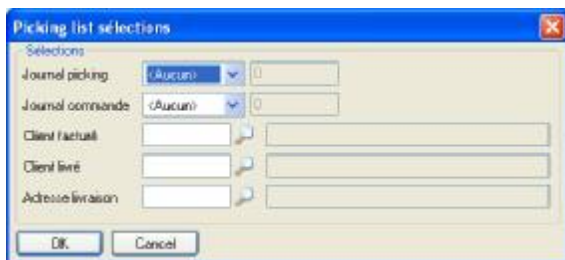 Picking list sélections
Sélections
Journal picking <Aucun> 0
Journal commande <Aucun> 0
Client facturé
Client livré
Adresse livraison
OK Cancel